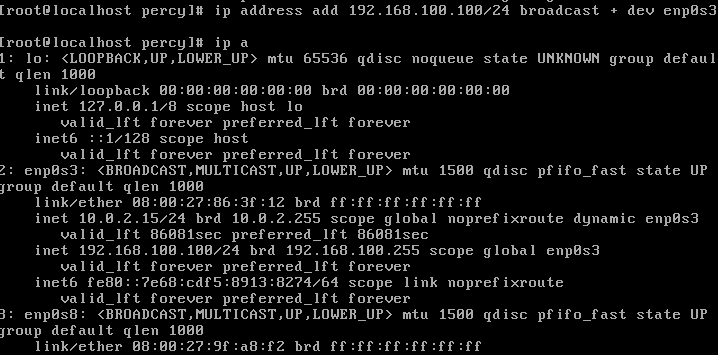 [root@localhost percy]# ip address add 192.168.100.100/24 broadcast + dev enp0s3
[root@localhost percy]# ip a
1: lo: <LOOPBACK,UP,LOWER_UP> mtu 65536 qdisc noqueue state UNKNOWN group defaul
t qlen 1000
link/loopback 00:00:00:00:00:00 brd 00:00:00:00:00:00
inet 127.0.0.1/8 scope host lo
valid_lft forever preferred_lft forever
inet6 ::1/128 scope host
valid_lft forever preferred_lft forever
2: enp0s3: <BROADCAST,MULTICAST,UP,LOWER_UP> mtu 1500 qdisc pfifo_fast state UP
group default qlen 1000
link/ether 08:00:27:86:3f:12 brd ff:ff:ff:ff:ff:ff
inet 10.0.2.15/24 brd 10.0.2.255 scope global noprefixroute dynamic enp0s3
valid_lft 86081sec preferred_lft 86081sec
inet 192.168.100.100/24 brd 192.168.100.255 scope global enp0s3
valid_lft forever preferred_lft forever
inet6 fe80::7e68:cdf5:8913:8274/64 scope link noprefixroute
valid_lft forever preferred_lft forever
3: enp0s8: <BROADCAST,MULTICAST,UP,LOWER_UP> mtu 1500 qdisc pfifo_fast state UP
group default qlen 1000
link/ether 08:00:27:9f:a8:f2 brd ff:ff:ff:ff:ff:ff